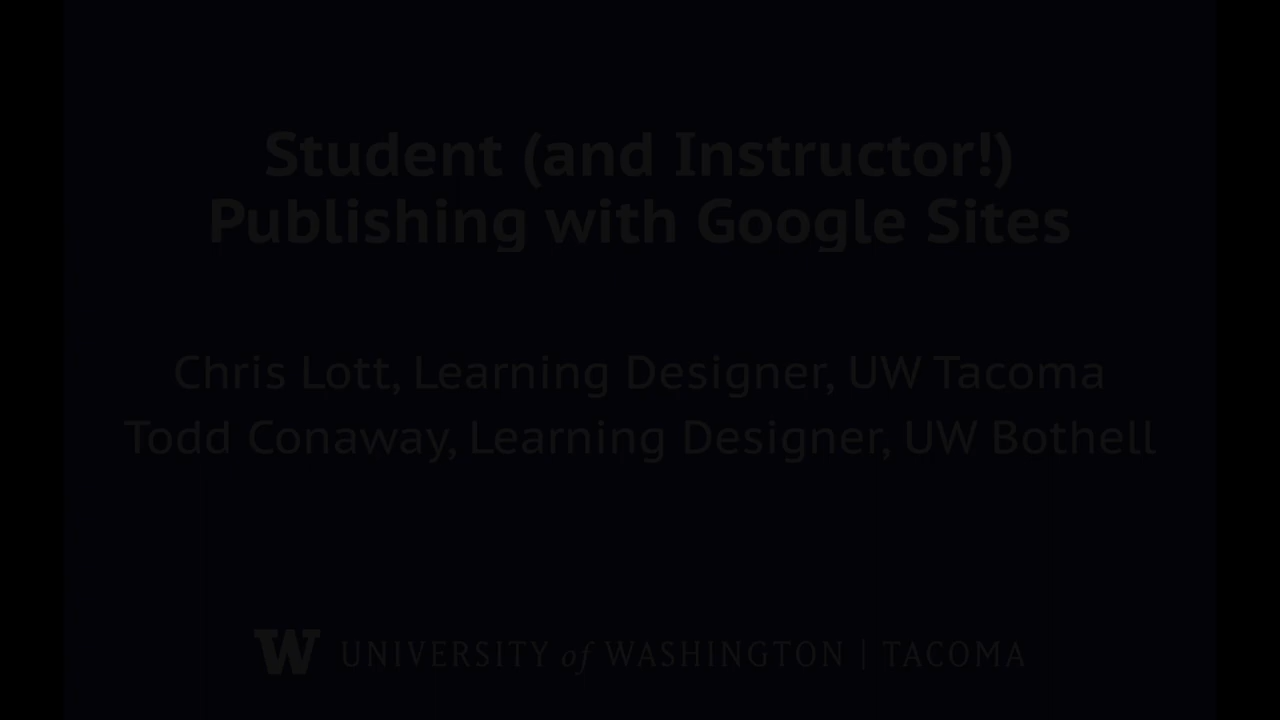 Student (and Instructor!)
Publishing with Google Sites
Chris Lott, Learning Designer, UW Tacoma
Todd Conaway, Learning Designer, UW Bothell
W UNIVERSITY of WASHINGTON | TACOMA